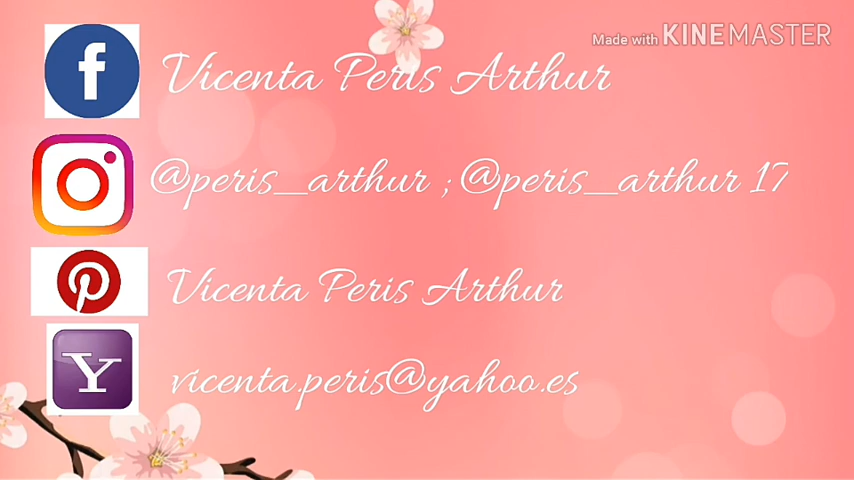 Made with KINEMASTER
f Vicenta Peris Arthur
@peris_arthur ; @peris_arthur 17
Vicenta Peris Arthur
Y vicenta.peris@yahoo.es